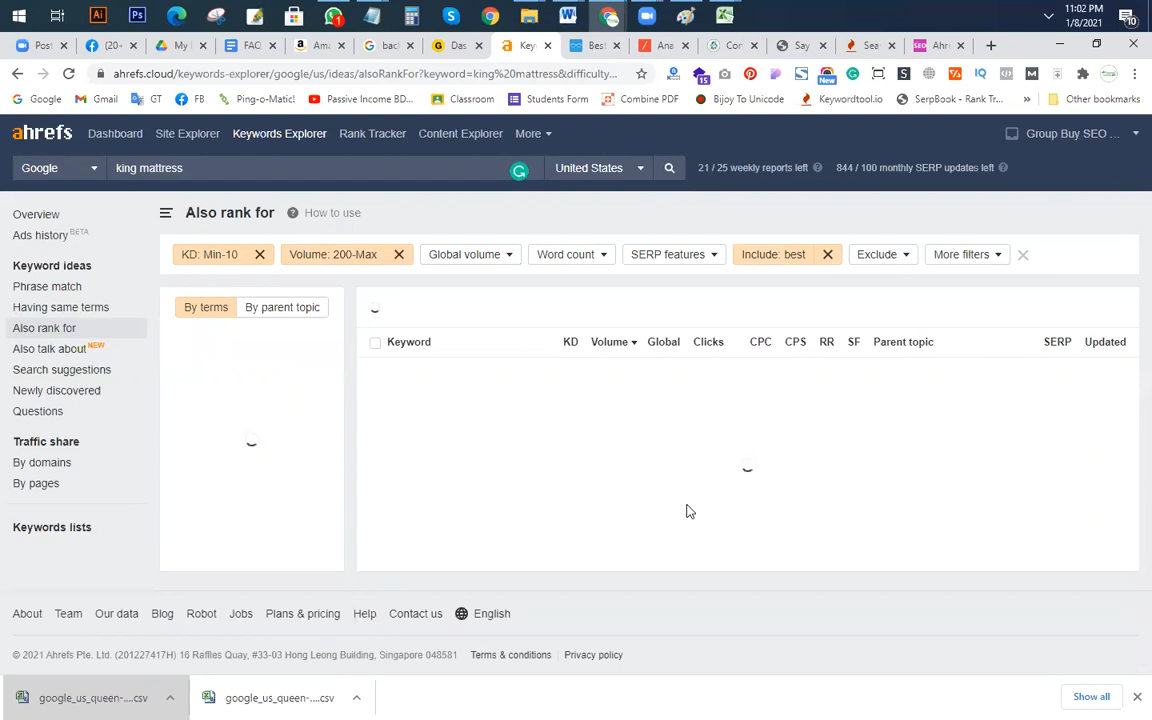 11:02 PM
1/8/2021
10
Post
(20+
My
FAC
Ama
bacl
Das
Key
Bes
Ana
Con
Say
Sea
Ahr
ahrefs.cloud/keywords-explorer/google/us/ideas/alsoRankFor?keyword=king%20mattress&difficulty...
15
New
Google
Gmail
GT
FB
Ping-o-Matic!
Passive Income BD...
Classroom
Students Form
Combine PDF
Bijoy To Unicode
Keywordtool.io
SerpBook - Rank Tr...
»
Other bookmarks
ahrefs
Dashboard
Site Explorer
Keywords Explorer
Rank Tracker
Content Explorer
More
Group Buy SEO ...
Google
king mattress
United States
21 / 25 weekly reports left
844 / 100 monthly SERP updates left
Overview
Ads history BETA
Keyword ideas
Phrase match
Having same terms
Also rank for
Also talk about NEW
Search suggestions
Newly discovered
Questions
Traffic share
By domains
By pages
Keywords lists
Also rank for
How to use
KD: Min-10
Volume: 200-Max
Global volume
Word count
SERP features
Include: best
Exclude
More filters
By terms
By parent topic
Keyword KD Volume Global Clicks CPC CPS RR SF Parent topic SERP Updated
About Team Our data Blog Robot Jobs Plans & pricing Help Contact us English
© 2021 Ahrefs Pte. Ltd. (201227417H) 16 Raffles Quay, #33-03 Hong Leong Building, Singapore 048581 Terms & conditions Privacy policy
google_us_queen-....csv
google_us_queen-....csv
Show all